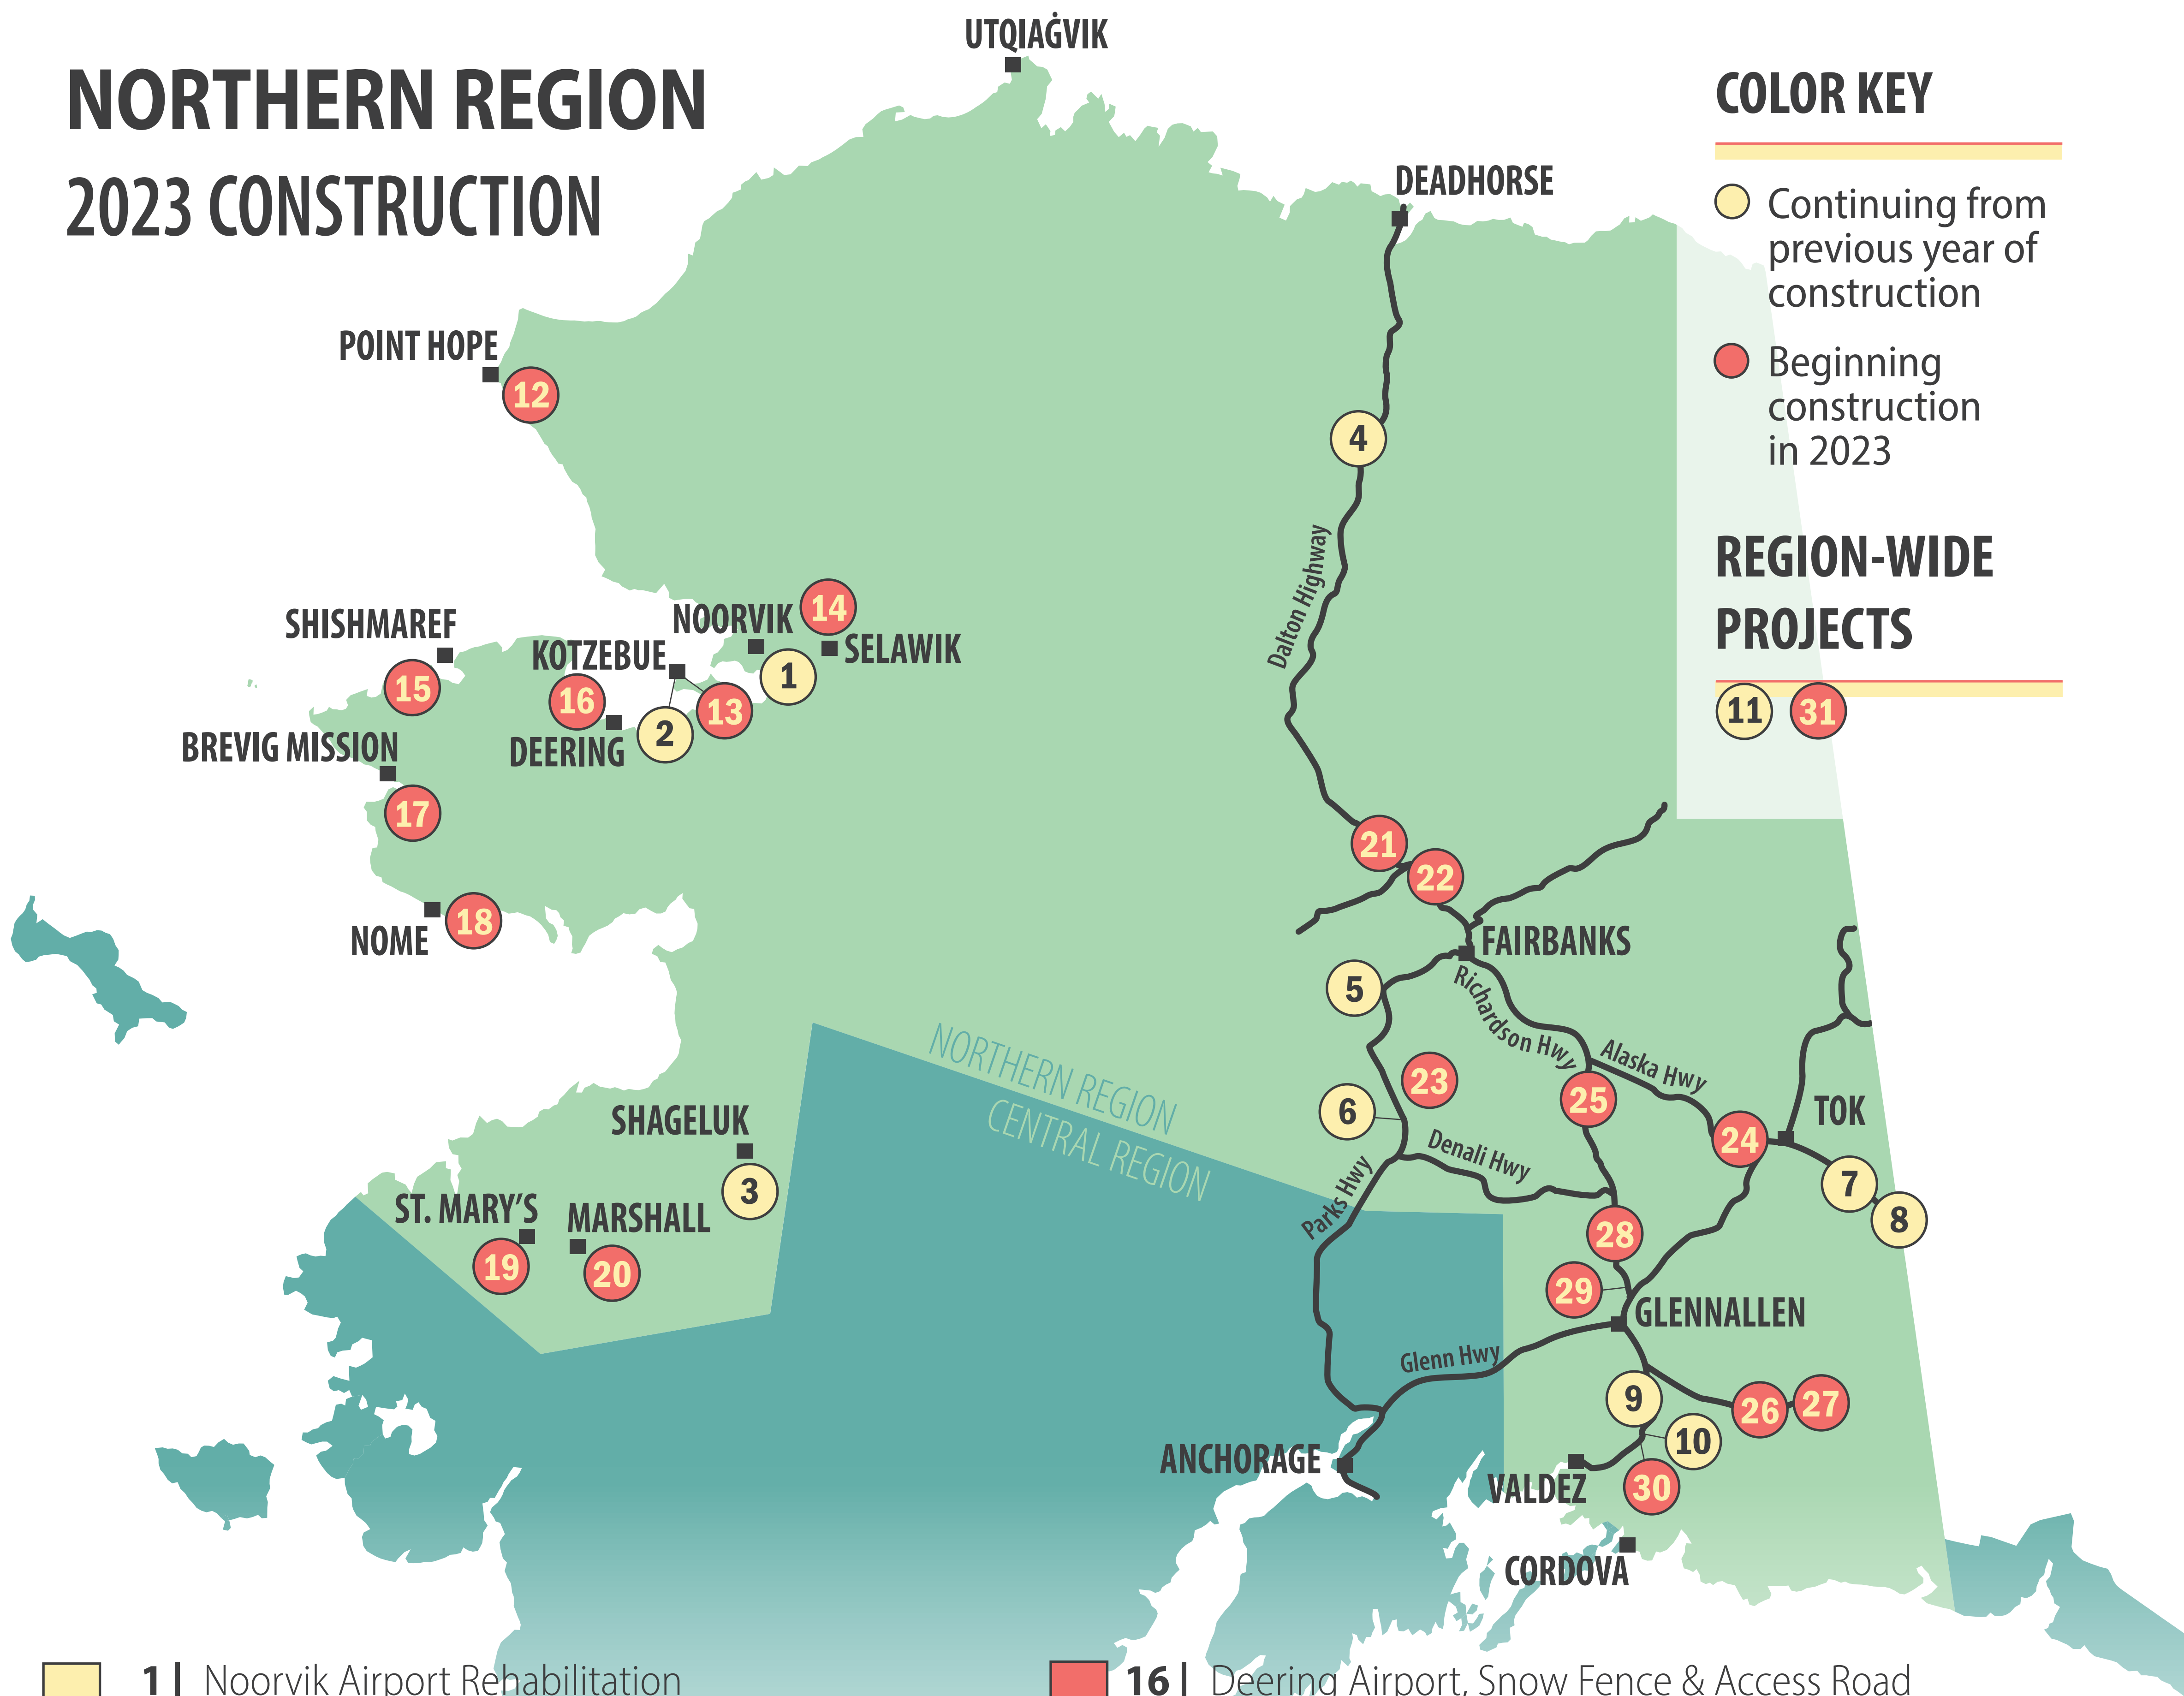 NORTHERN REGION
2023 CONSTRUCTION
UTQIAĠVIK
DEADHORSE
COLOR KEY
Continuing from
previous year of
construction
Beginning
construction
in 2023
REGION-WIDE
PROJECTS
11
31
POINT HOPE
12
4
Dalton Highway
SHISHMAREF
15
NOORVIK
14
KOTZEBUE
SELAWIK
1
16
13
2
DEERING
BREVIG MISSION
17
NOME
18
21
22
FAIRBANKS
5
Richardson Hwy
Alaska Hwy
NORTHERN REGION
CENTRAL REGION
23
6
25
TOK
24
Denali Hwy
7
8
Parks Hwy
SHAGELUK
3
ST. MARY'S
MARSHALL
19
20
28
29
GLENNALLEN
Glenn Hwy
9
26
27
10
ANCHORAGE
VALDEZ
30
CORDOVA
1 | Noorvik Airport Rehabilitation
16 | Deering Airport, Snow Fence & Access Road